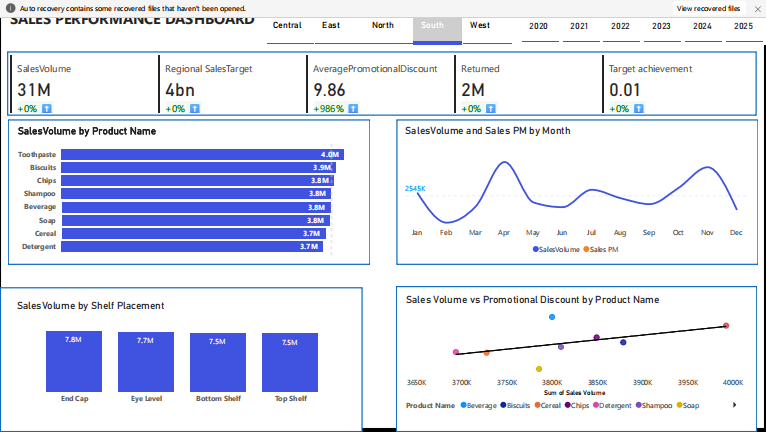 Auto recovery contains some recovered files that haven't been opened.
View recovered files
SALES PERFORMANCE DASHBOARD
Central East North South West
2020 2021 2022 2023 2024 2025
SalesVolume
31M
+0%
Regional SalesTarget
4bn
+0%
AveragePromotionalDiscount
9.86
+986%
Returned
2M
+0%
Target achievement
0.01
+0%
SalesVolume by Product Name
Toothpaste 4.0M
Biscuits 3.9M
Chips 3.8M
Shampoo 3.8M
Beverage 3.8M
Soap 3.8M
Cereal 3.7M
Detergent 3.7M
SalesVolume and Sales PM by Month
2545K
Jan Feb Mar Apr May Jun Jul Aug Sep Oct Nov Dec
SalesVolume Sales PM
SalesVolume by Shelf Placement
7.8M 7.7M 7.5M 7.5M
End Cap Eye Level Bottom Shelf Top Shelf
Sales Volume vs Promotional Discount by Product Name
3650K 3700K 3750K 3800K 3850K 3900K 3950K 4000K
Sum of Sales Volume
Product Name Beverage Biscuits Cereal Chips Detergent Shampoo Soap